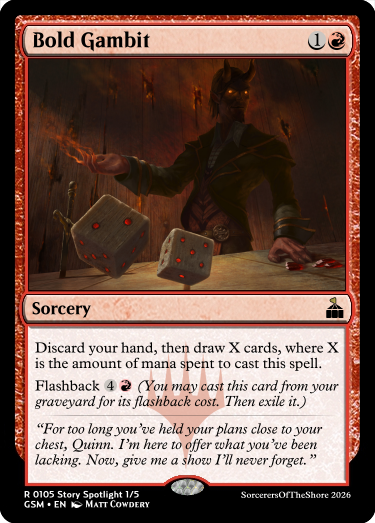 Bold Gambit 1
Sorcery
Discard your hand, then draw X cards, where X
is the amount of mana spent to cast this spell.
Flashback 4 (You may cast this card from your
graveyard for its flashback cost. Then exile it.)
“For too long you’ve held your plans close to your
chest, Quinn. I’m here to offer what you’ve been
lacking. Now, give me a show I’ll never forget.”
R 0105 Story Spotlight 1/5
GSM • EN Matt Cowdery
SorcerersOfTheShore 2026